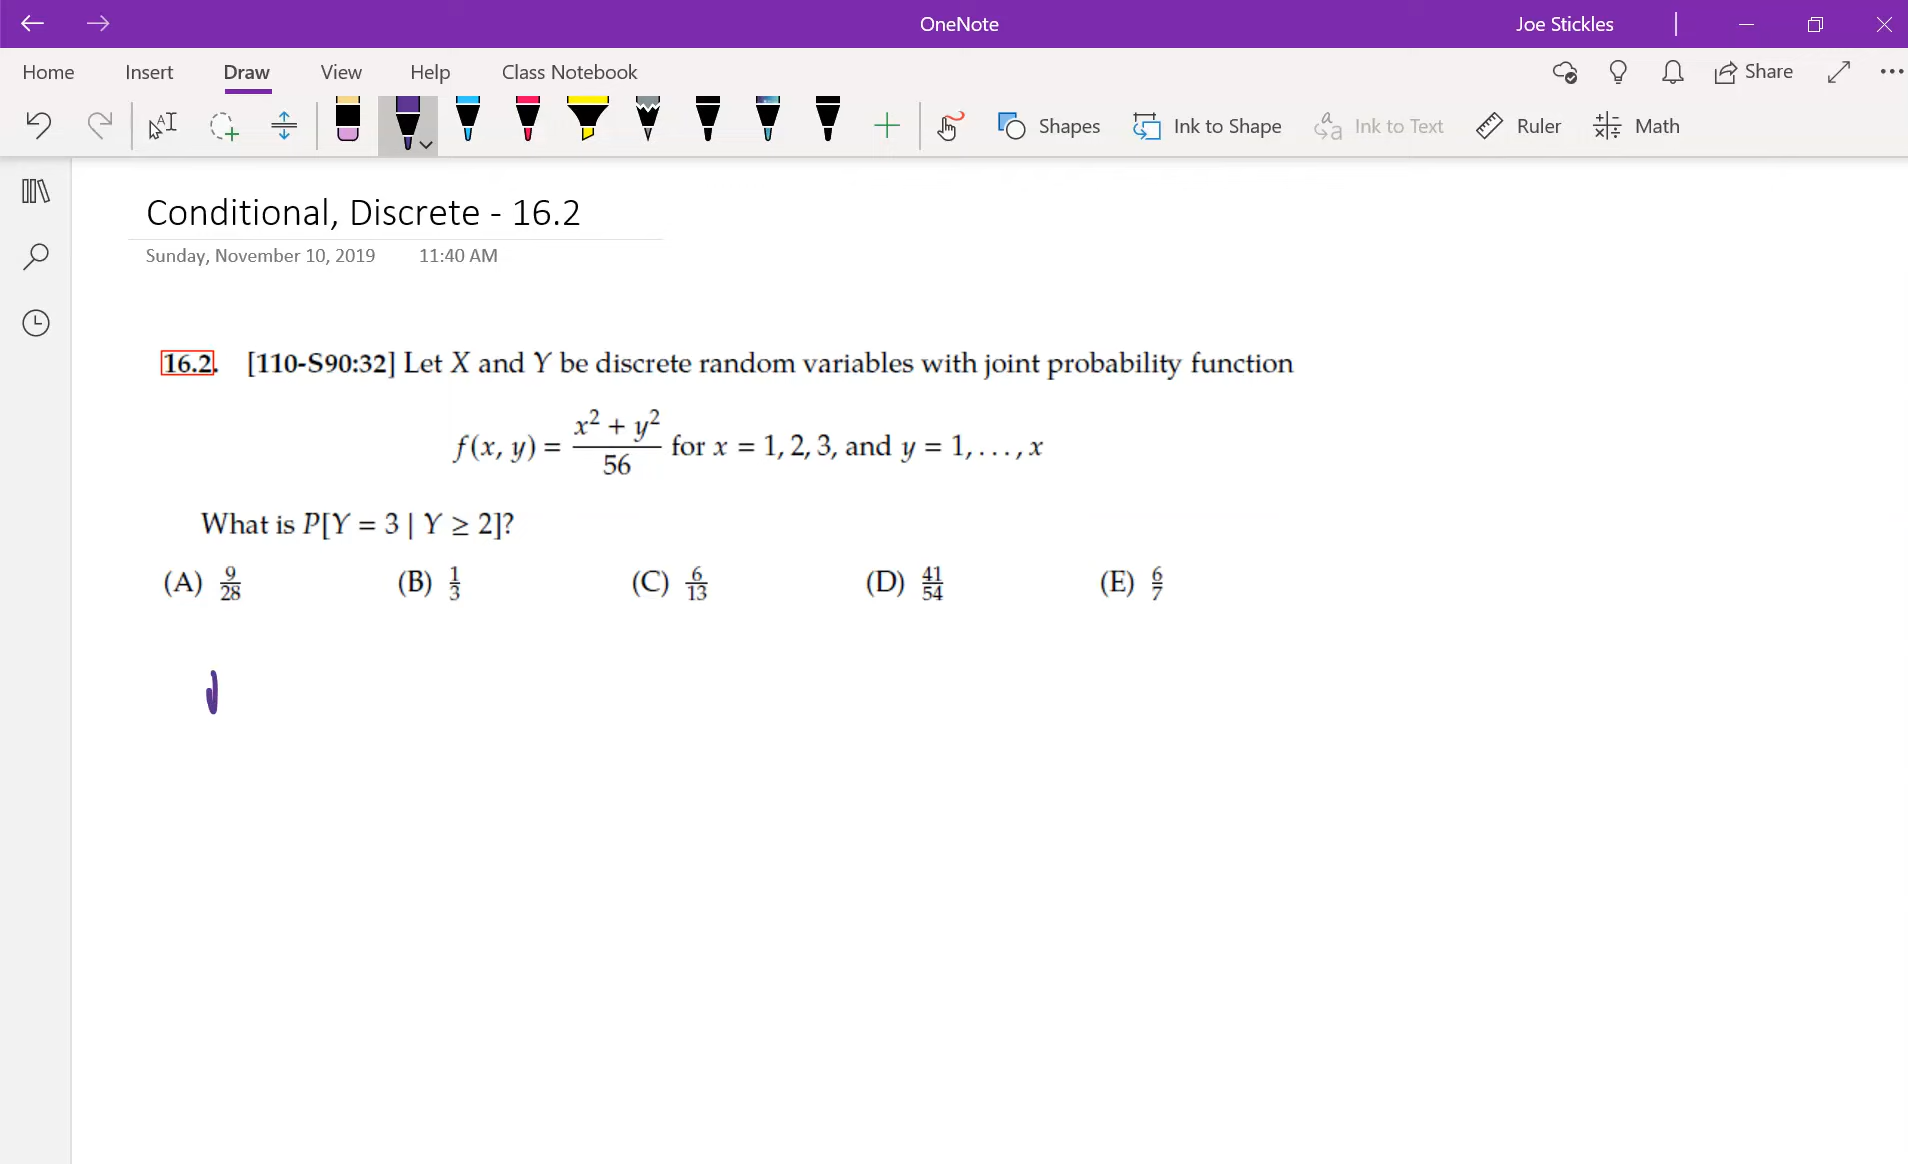 OneNote
Joe Stickles
Home Insert Draw View Help Class Notebook
Share
Shapes Ink to Shape Ink to Text Ruler Math
Conditional, Discrete - 16.2
Sunday, November 10, 2019 11:40 AM
16.2. [110-S90:32] Let X and Y be discrete random variables with joint probability function
f(x, y) = (x² + y²)/56 for x = 1, 2, 3, and y = 1, . . . , x
What is P[Y = 3 | Y ≥ 2]?
(A) 9/28 (B) 1/3 (C) 6/13 (D) 41/54 (E) 6/7